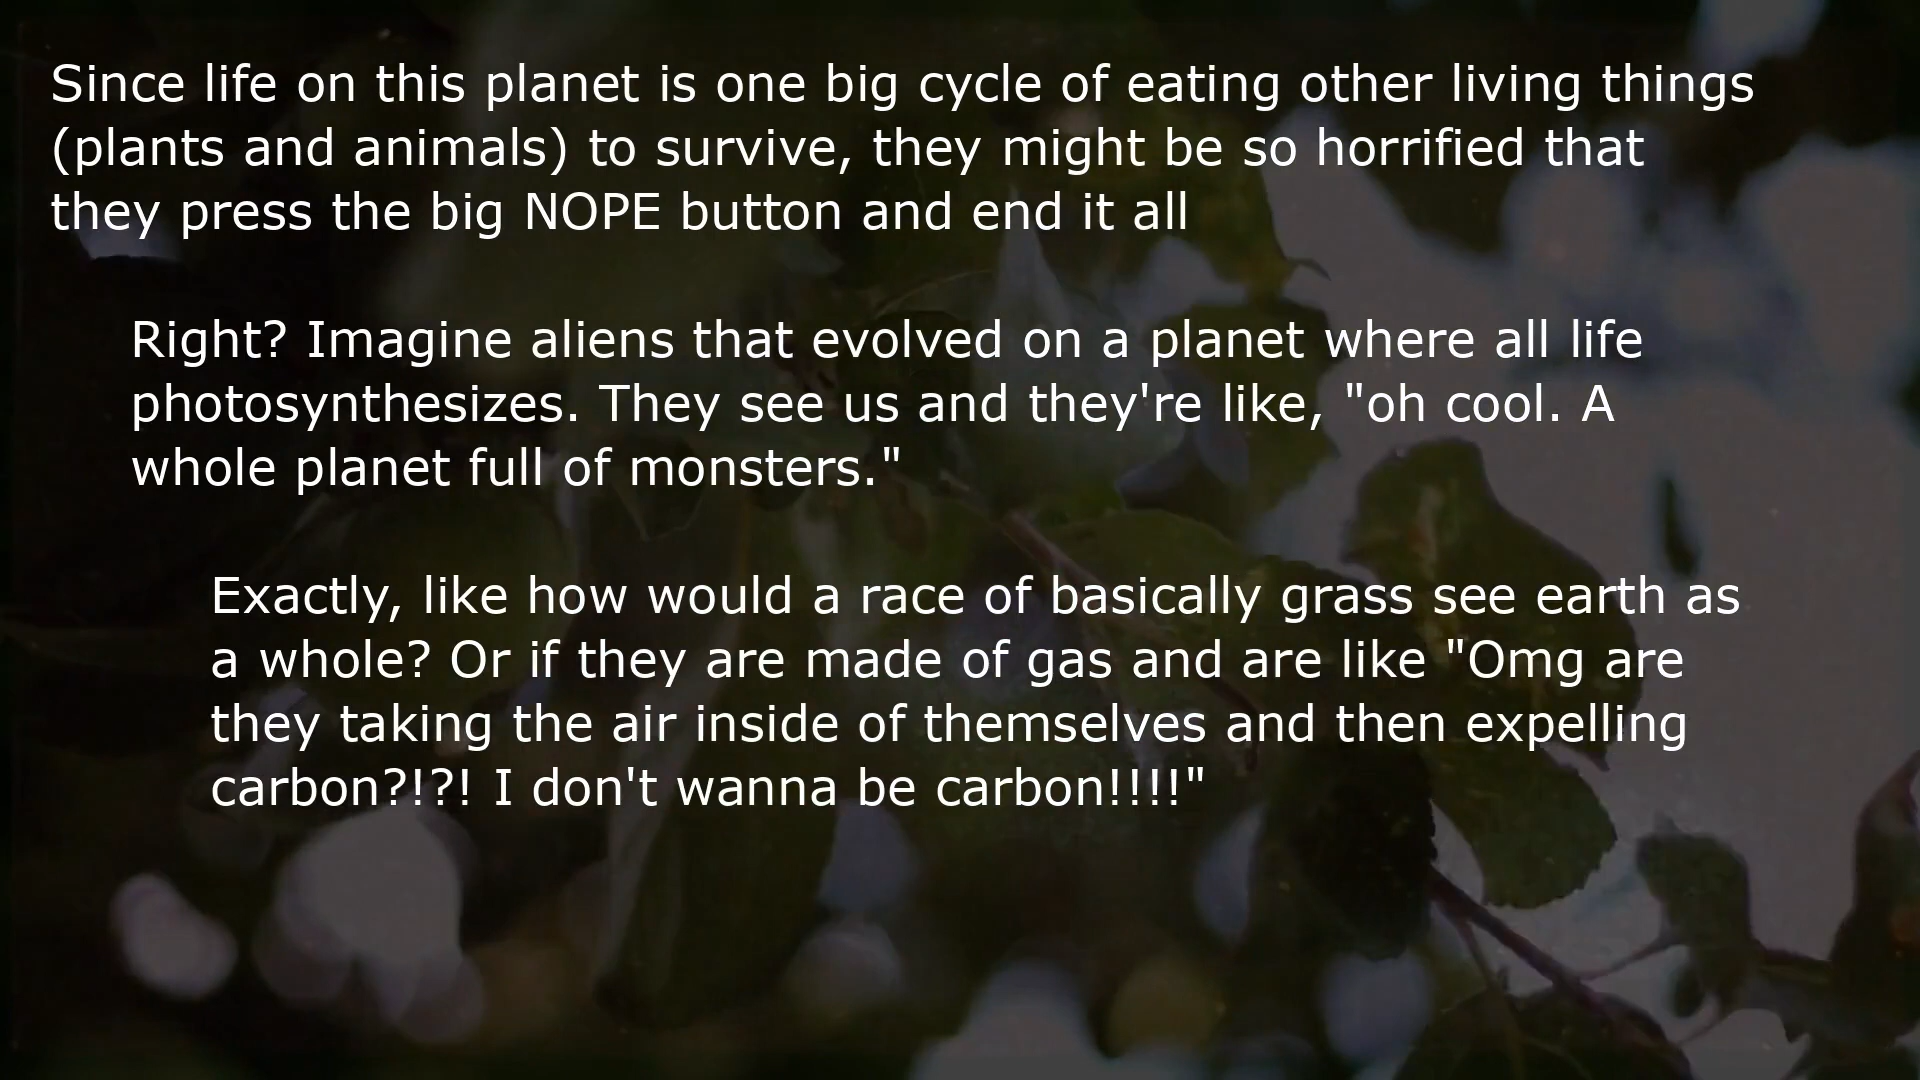 Since life on this planet is one big cycle of eating other living things
(plants and animals) to survive, they might be so horrified that
they press the big NOPE button and end it all
Right? Imagine aliens that evolved on a planet where all life
photosynthesizes. They see us and they're like, "oh cool. A
whole planet full of monsters."
Exactly, like how would a race of basically grass see earth as
a whole? Or if they are made of gas and are like "Omg are
they taking the air inside of themselves and then expelling
carbon?!?! I don't wanna be carbon!!!!"